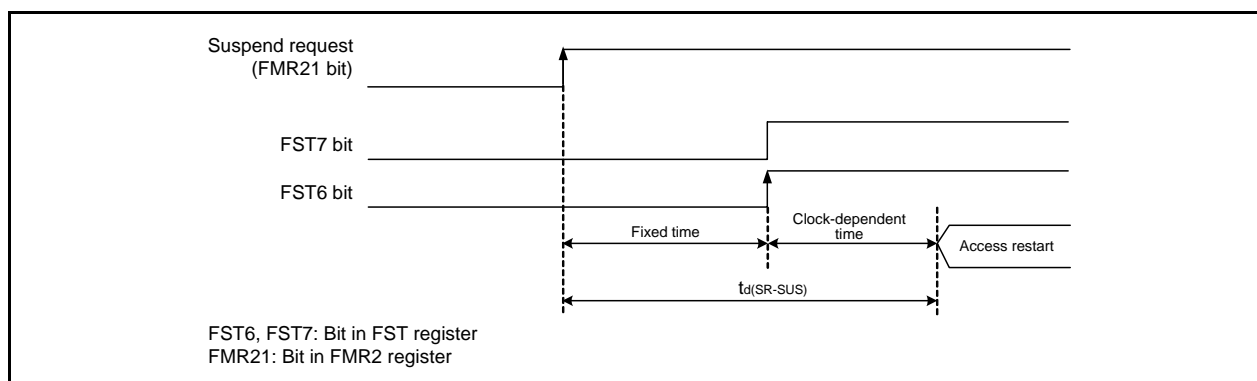 Suspend request
(FMR21 bit)
FST7 bit
FST6 bit
Fixed time
Clock-dependent
time
Access restart
td(SR-SUS)
FST6, FST7: Bit in FST register
FMR21: Bit in FMR2 register